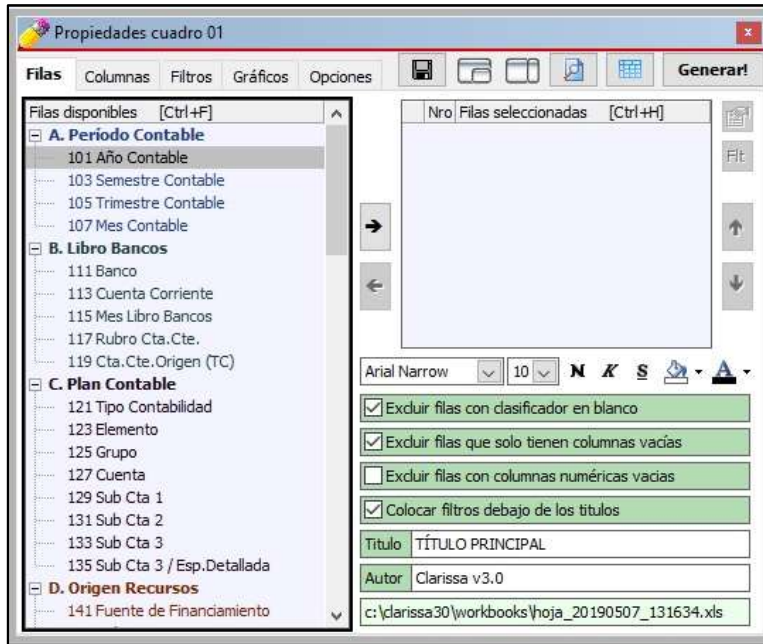 Propiedades cuadro 01
x
Filas Columnas Filtros Gráficos Opciones Generar!
Filas disponibles [Ctrl+F]
A. Período Contable
101 Año Contable
103 Semestre Contable
105 Trimestre Contable
107 Mes Contable
B. Libro Bancos
111 Banco
113 Cuenta Corriente
115 Mes Libro Bancos
117 Rubro Cta.Cte.
119 Cta.Cte.Origen (TC)
C. Plan Contable
121 Tipo Contabilidad
123 Elemento
125 Grupo
127 Cuenta
129 Sub Cta 1
131 Sub Cta 2
133 Sub Cta 3
135 Sub Cta 3 / Esp.Detallada
D. Origen Recursos
141 Fuente de Financiamiento
Nro Filas seleccionadas [Ctrl+H]
Flt
Arial Narrow 10 N K S A
Excluir filas con clasificador en blanco
Excluir filas que solo tienen columnas vacías
Excluir filas con columnas numéricas vacias
Colocar filtros debajo de los titulos
Titulo TÍTULO PRINCIPAL
Autor Clarissa v3.0
c:\clarissa30\workbooks\hoja_20190507_131634.xls